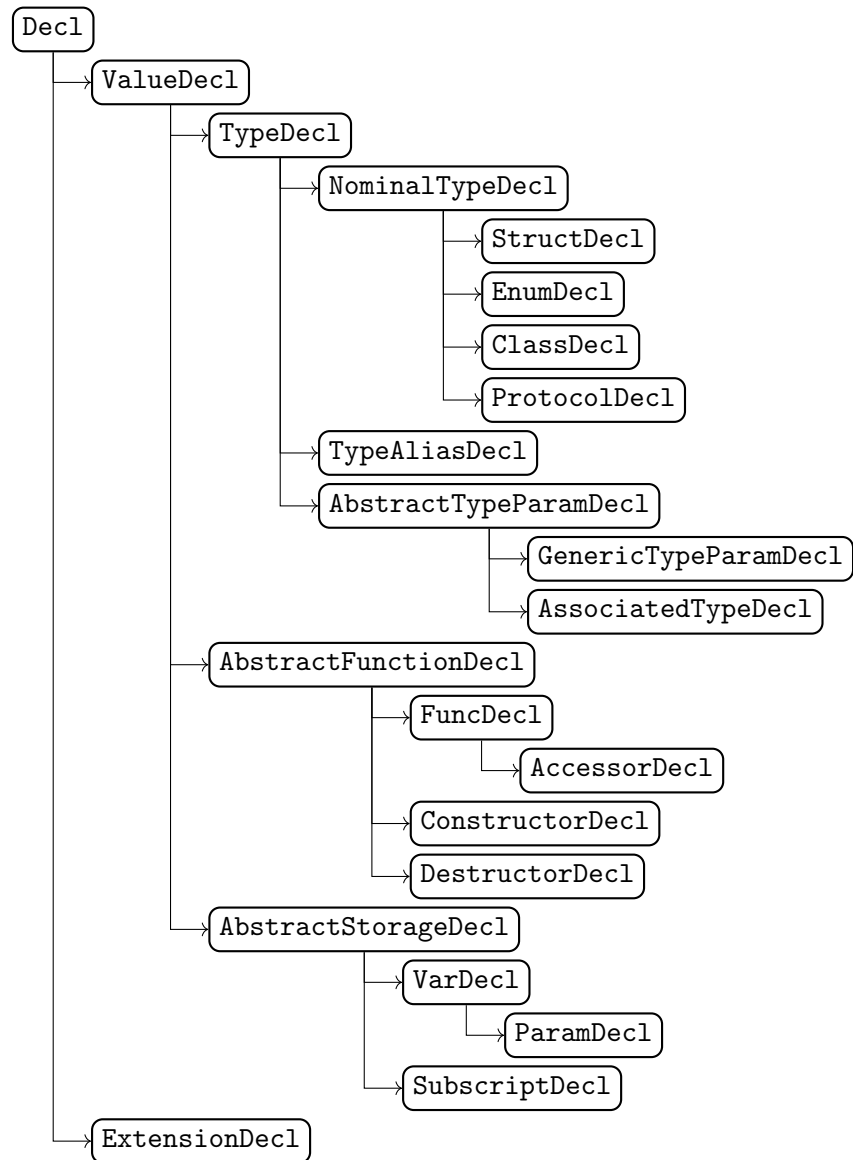 Decl
ValueDecl
TypeDecl
NominalTypeDecl
StructDecl
EnumDecl
ClassDecl
ProtocolDecl
TypeAliasDecl
AbstractTypeParamDecl
GenericTypeParamDecl
AssociatedTypeDecl
AbstractFunctionDecl
FuncDecl
AccessorDecl
ConstructorDecl
DestructorDecl
AbstractStorageDecl
VarDecl
ParamDecl
SubscriptDecl
ExtensionDecl